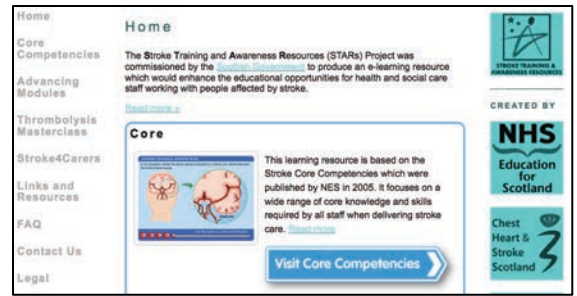 Home
Core
Competencies
Advancing
Modules
Thrombolysis
Masterclass
Stroke4Carers
Links and
Resources
FAQ
Contact Us
Legal
Home
The Stroke Training and Awareness Resources (STARs) Project was
commissioned by the Scottish Government to produce an e-learning resource
which would enhance the educational opportunities for health and social care
staff working with people affected by stroke.
Read more »
Core
This learning resource is based on the
Stroke Core Competencies which were
published by NES in 2005. It focuses on a
wide range of core knowledge and skills
required by all staff when delivering stroke
care. Read more
Visit Core Competencies
STROKE TRAINING &
AWARENESS RESOURCES
CREATED BY
NHS
Education
for
Scotland
Chest
Heart &
Stroke
Scotland